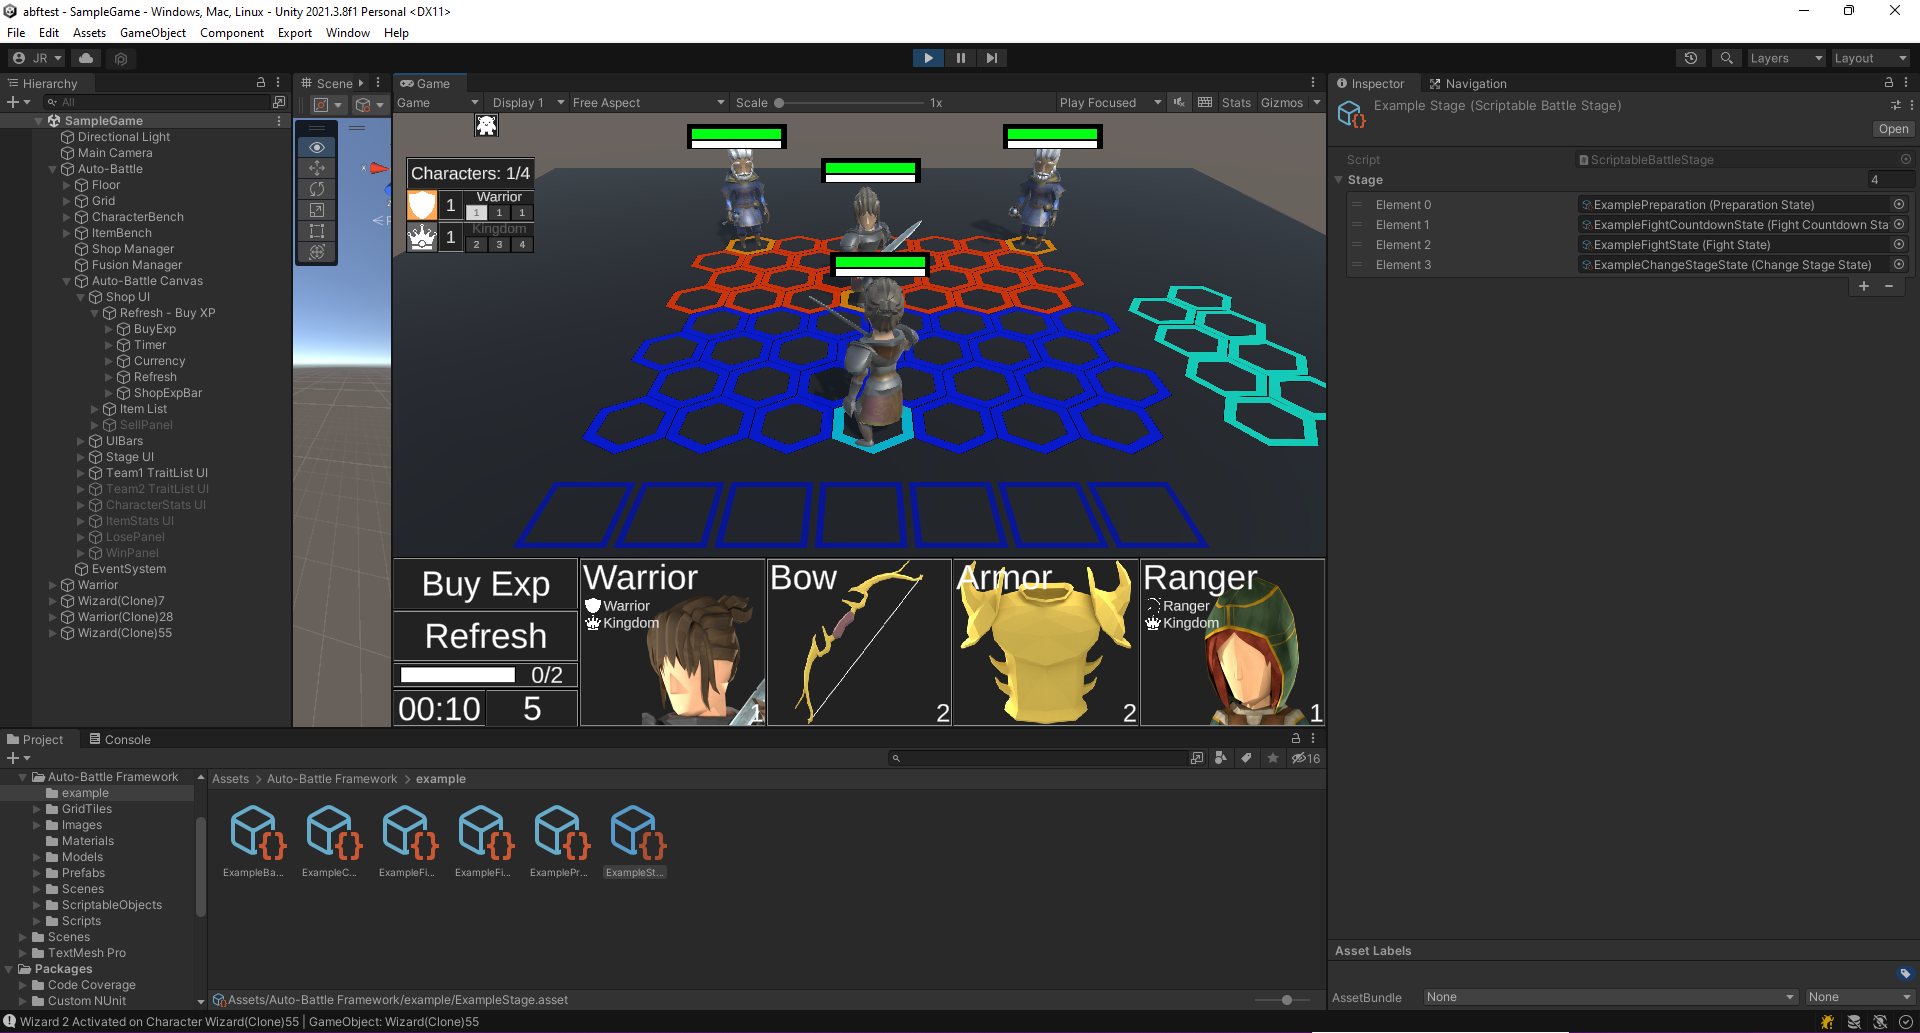 abftest - SampleGame - Windows, Mac, Linux - Unity 2021.3.8f1 Personal <DX11>
File Edit Assets GameObject Component Export Window Help
JR
Layers
Layout
Hierarchy
All
SampleGame
Directional Light
Main Camera
Auto-Battle
Floor
Grid
CharacterBench
ItemBench
Shop Manager
Fusion Manager
Auto-Battle Canvas
Shop UI
Refresh - Buy XP
BuyExp
Timer
Currency
Refresh
ShopExpBar
Item List
SellPanel
UIBars
Stage UI
Team1 TraitList UI
Team2 TraitList UI
CharacterStats UI
ItemStats UI
LosePanel
WinPanel
EventSystem
Warrior
Wizard(Clone)7
Warrior(Clone)28
Wizard(Clone)55
Scene
Game
Game Display 1 Free Aspect Scale 1x Play Focused Stats Gizmos
Characters: 1/4
1 Warrior
1 1 1
1 Kingdom
2 3 4
Buy Exp
Refresh
0/2
00:10 5
Warrior
Warrior
Kingdom
1
Bow
2
Armor
2
Ranger
Ranger
Kingdom
1
Inspector
Navigation
Example Stage (Scriptable Battle Stage)
Open
Script ScriptableBattleStage
Stage 4
Element 0 ExamplePreparation (Preparation State)
Element 1 ExampleFightCountdownState (Fight Countdown Sta
Element 2 ExampleFightState (Fight State)
Element 3 ExampleChangeStageState (Change Stage State)
Asset Labels
AssetBundle None None
Project
Console
16
Auto-Battle Framework
example
GridTiles
Images
Materials
Models
Prefabs
Scenes
ScriptableObjects
Scripts
Scenes
TextMesh Pro
Packages
Code Coverage
Custom NUnit
Assets > Auto-Battle Framework > example
ExampleBa...
ExampleC...
ExampleFi...
ExampleFi...
ExamplePr...
ExampleSt...
Assets/Auto-Battle Framework/example/ExampleStage.asset
Wizard 2 Activated on Character Wizard(Clone)55 | GameObject: Wizard(Clone)55